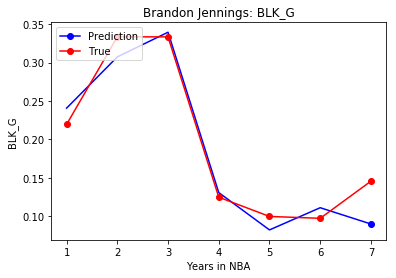 Brandon Jennings: BLK_G
Prediction
True
BLK_G
0.35
0.30
0.25
0.20
0.15
0.10
1 2 3 4 5 6 7
Years in NBA